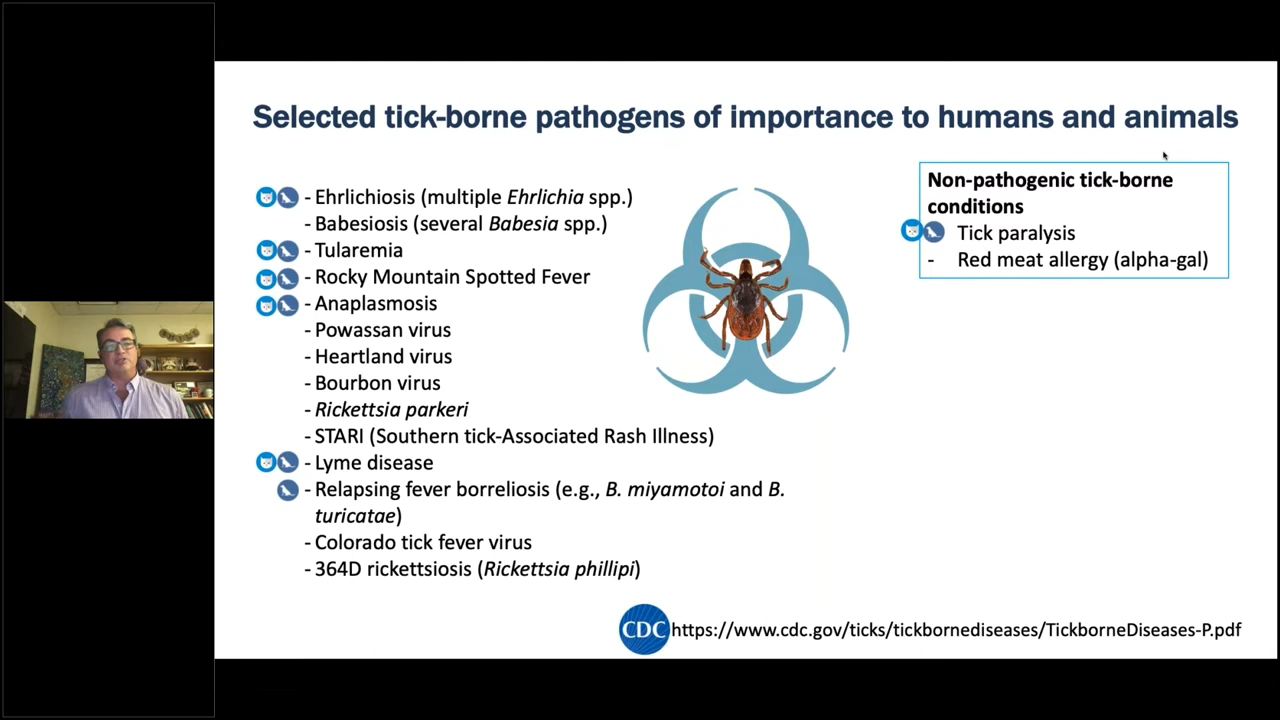 Selected tick-borne pathogens of importance to humans and animals
- Ehrlichiosis (multiple Ehrlichia spp.)
- Babesiosis (several Babesia spp.)
- Tularemia
- Rocky Mountain Spotted Fever
- Anaplasmosis
- Powassan virus
- Heartland virus
- Bourbon virus
- Rickettsia parkeri
- STARI (Southern tick-Associated Rash Illness)
- Lyme disease
- Relapsing fever borreliosis (e.g., B. miyamotoi and B.
turicatae)
- Colorado tick fever virus
- 364D rickettsiosis (Rickettsia phillipi)
Non-pathogenic tick-borne
conditions
Tick paralysis
- Red meat allergy (alpha-gal)
CDC https://www.cdc.gov/ticks/tickbornediseases/TickborneDiseases-P.pdf